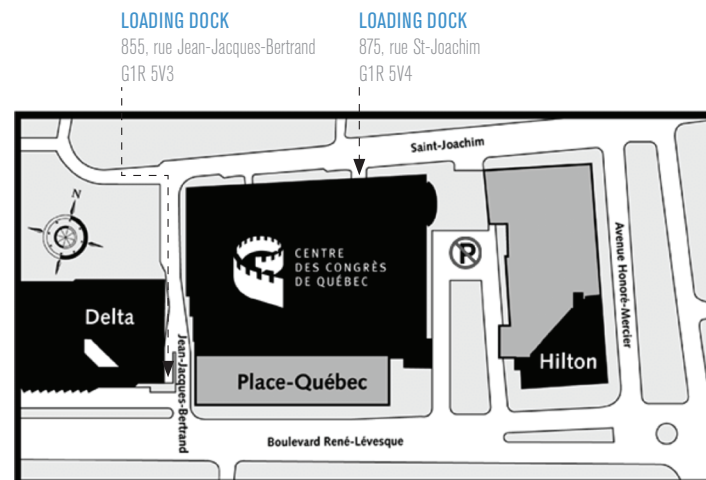 LOADING DOCK
855, rue Jean-Jacques-Bertrand
G1R 5V3
LOADING DOCK
875, rue St-Joachim
G1R 5V4
Saint-Joachim
N
CENTRE
DES CONGRÈS
DE QUÉBEC
P
Avenue Honoré-Mercier
Delta
Jean-Jacques-Bertrand
Place-Québec
Hilton
Boulevard René-Lévesque